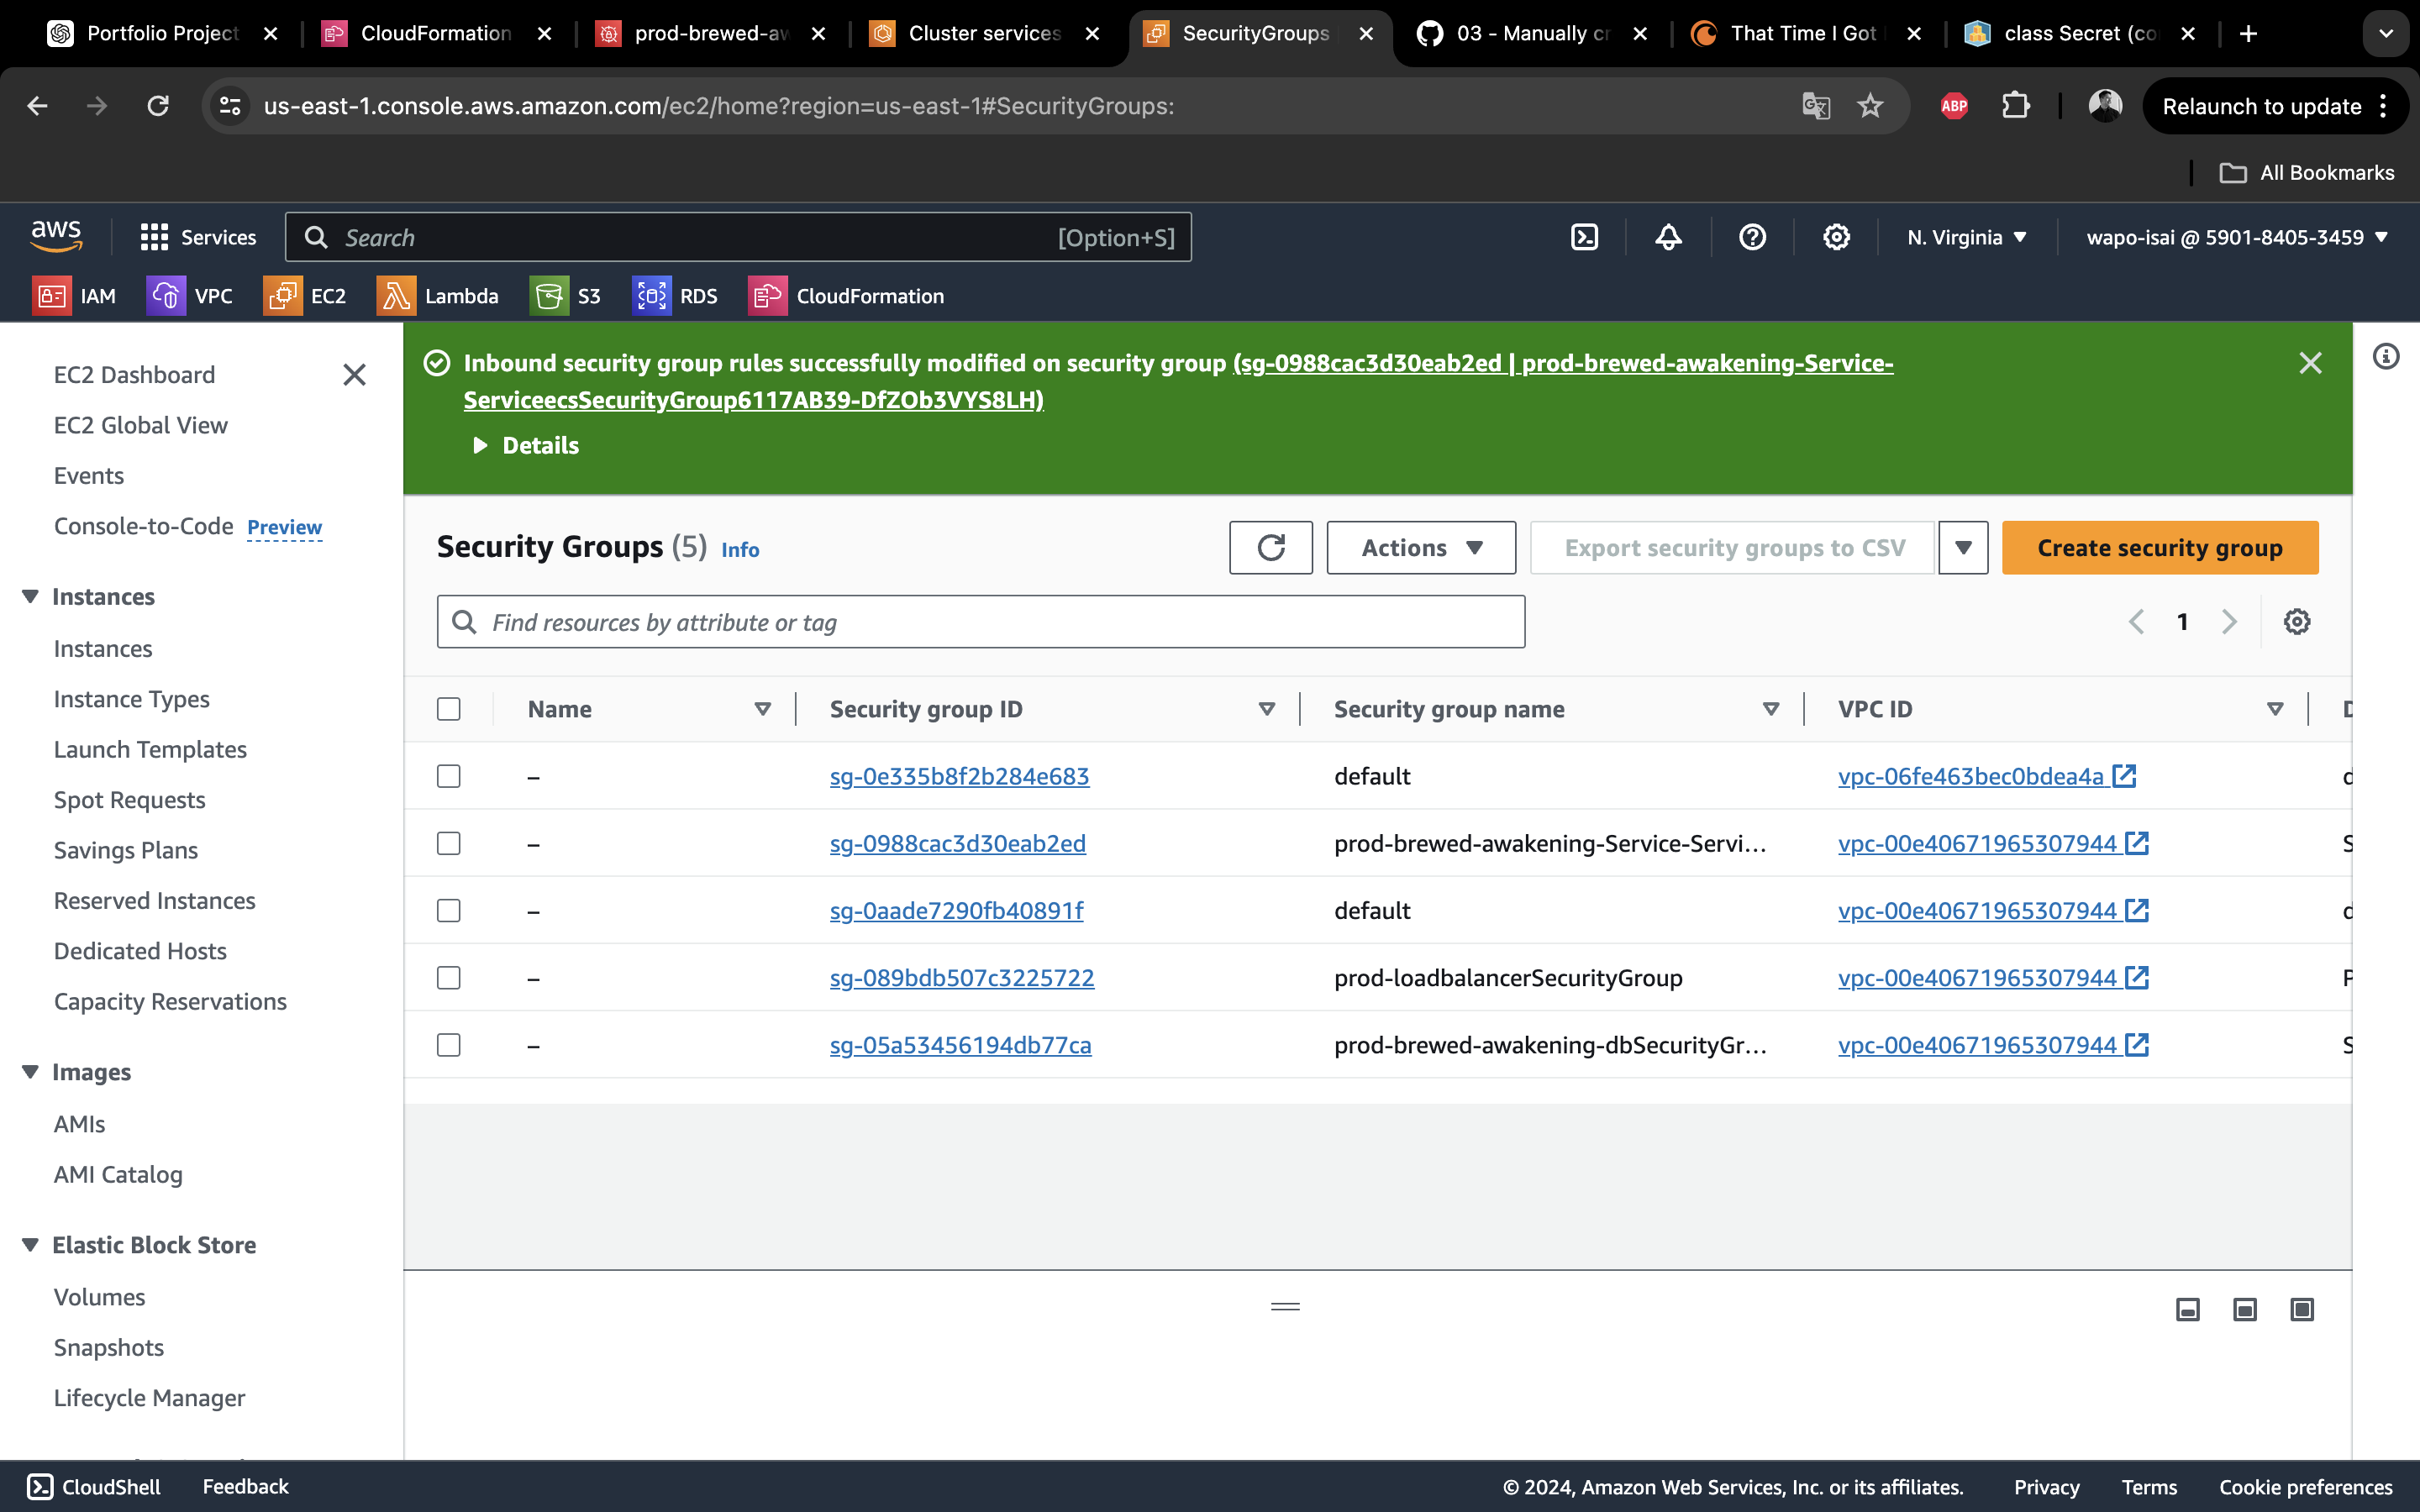 Portfolio Project
CloudFormation
prod-brewed-aw
Cluster services
SecurityGroups
03 - Manually cr
That Time I Got
class Secret (co
us-east-1.console.aws.amazon.com/ec2/home?region=us-east-1#SecurityGroups:
ABP
Relaunch to update
All Bookmarks
aws
Services
Search
[Option+S]
N. Virginia
wapo-isai @ 5901-8405-3459
IAM
VPC
EC2
Lambda
S3
RDS
CloudFormation
EC2 Dashboard
EC2 Global View
Events
Console-to-Code Preview
Instances
Instances
Instance Types
Launch Templates
Spot Requests
Savings Plans
Reserved Instances
Dedicated Hosts
Capacity Reservations
Images
AMIs
AMI Catalog
Elastic Block Store
Volumes
Snapshots
Lifecycle Manager
Inbound security group rules successfully modified on security group (sg-0988cac3d30eab2ed | prod-brewed-awakening-Service-
ServiceecsSecurityGroup6117AB39-DfZOb3VYS8LH)
Details
Security Groups (5) Info
Actions
Export security groups to CSV
Create security group
Find resources by attribute or tag
1
Name Security group ID Security group name VPC ID
– sg-0e335b8f2b284e683 default vpc-06fe463bec0bdea4a
– sg-0988cac3d30eab2ed prod-brewed-awakening-Service-Servi... vpc-00e40671965307944
– sg-0aade7290fb40891f default vpc-00e40671965307944
– sg-089bdb507c3225722 prod-loadbalancerSecurityGroup vpc-00e40671965307944
– sg-05a53456194db77ca prod-brewed-awakening-dbSecurityGr... vpc-00e40671965307944
CloudShell
Feedback
© 2024, Amazon Web Services, Inc. or its affiliates.
Privacy
Terms
Cookie preferences